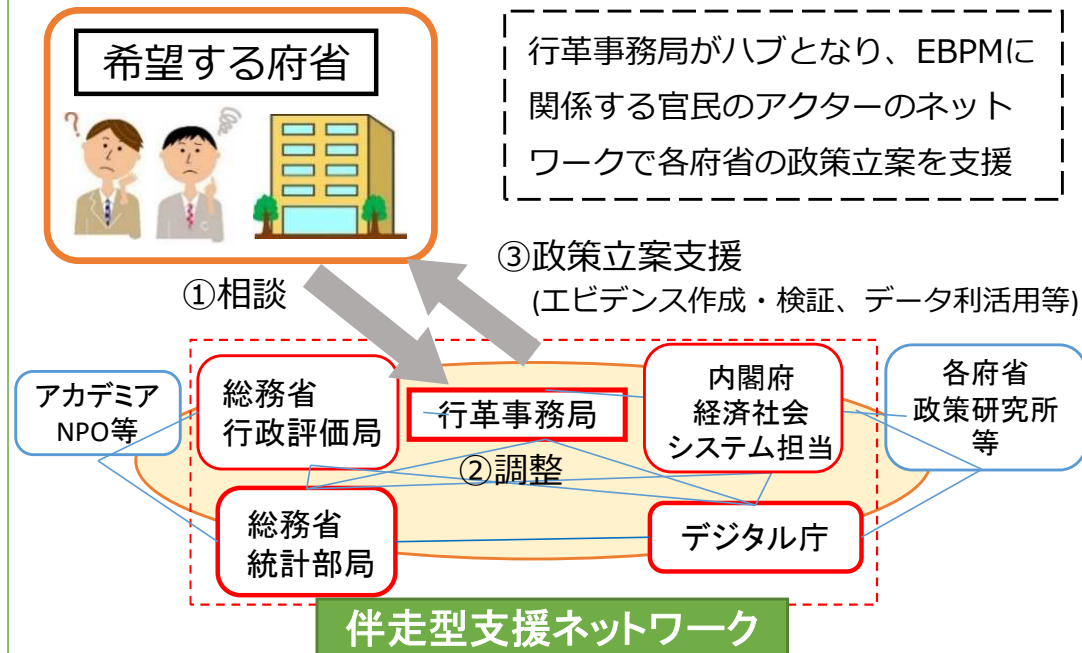 希望する府省
?
行革事務局がハブとなり、EBPMに
関係する官民のアクターのネット
ワークで各府省の政策立案を支援
①相談
③政策立案支援
(エビデンス作成・検証、データ利活用等)
アカデミア
NPO等
総務省
行政評価局
行革事務局
内閣府
経済社会
システム担当
各府省
政策研究所
等
②調整
総務省
統計部局
デジタル庁
伴走型支援ネットワーク